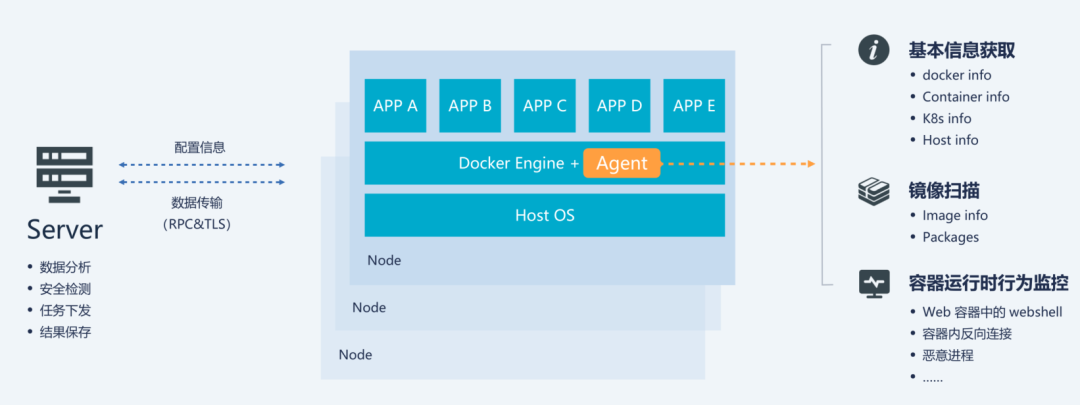 配置信息
数据传输
(RPC&TLS)
Server
• 数据分析
• 安全检测
• 任务下发
• 结果保存
APP A
APP B
APP C
APP D
APP E
Docker Engine + Agent
Host OS
Node
Node
Node
基本信息获取
• docker info
• Container info
• K8s info
• Host info
镜像扫描
• Image info
• Packages
容器运行时行为监控
• Web 容器中的 webshell
• 容器内反向连接
• 恶意进程
• ......